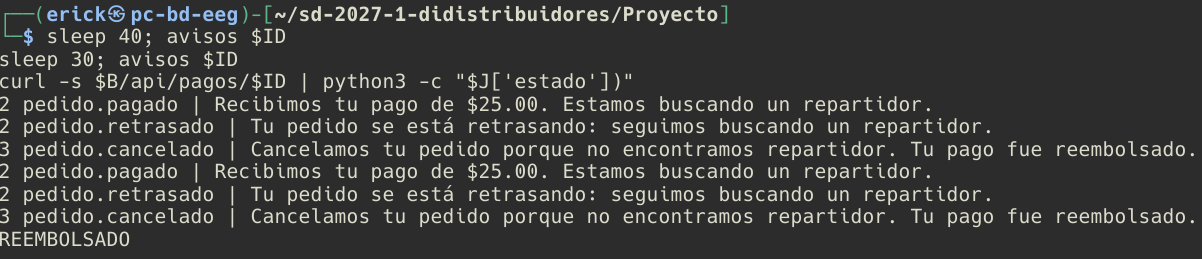 ┌──(erick㉿pc-bd-eeg)-[~/sd-2027-1-didistribuidores/Proyecto]
└─$ sleep 40; avisos $ID
sleep 30; avisos $ID
curl -s $B/api/pagos/$ID | python3 -c "$J['estado'])"
2 pedido.pagado | Recibimos tu pago de $25.00. Estamos buscando un repartidor.
2 pedido.retrasado | Tu pedido se está retrasando: seguimos buscando un repartidor.
3 pedido.cancelado | Cancelamos tu pedido porque no encontramos repartidor. Tu pago fue reembolsado.
2 pedido.pagado | Recibimos tu pago de $25.00. Estamos buscando un repartidor.
2 pedido.retrasado | Tu pedido se está retrasando: seguimos buscando un repartidor.
3 pedido.cancelado | Cancelamos tu pedido porque no encontramos repartidor. Tu pago fue reembolsado.
REEMBOLSADO